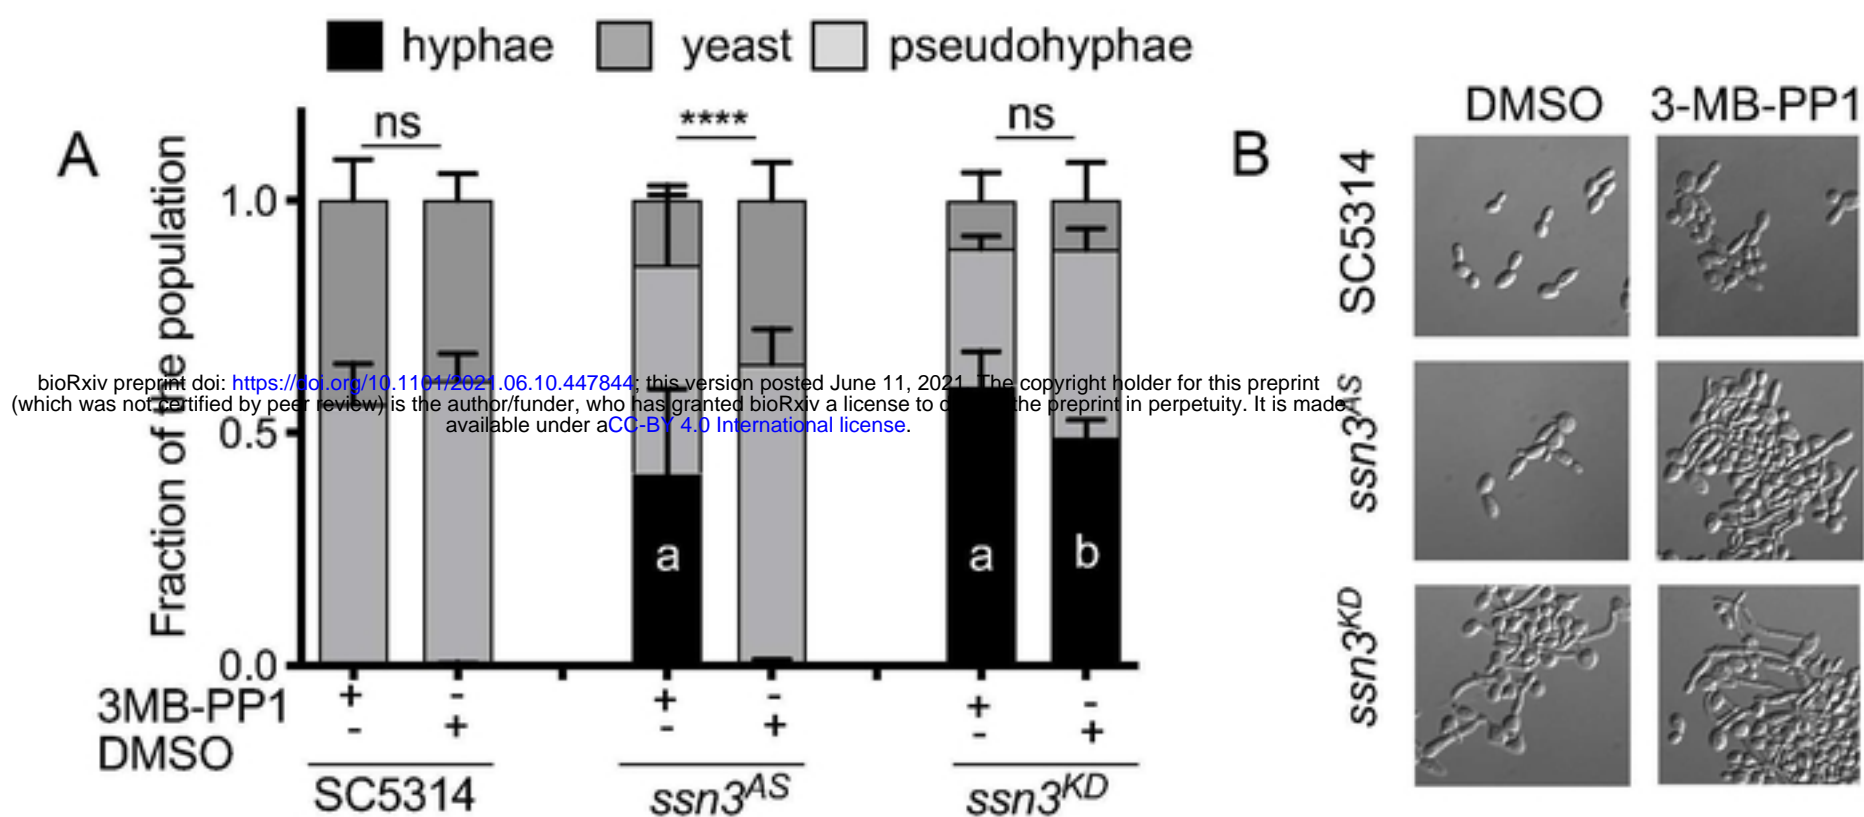 hyphae yeast pseudohyphae
A
B
DMSO 3-MB-PP1
ns **** ns
Fraction of the population
1.0
0.5
0.0
SC5314
ssn3AS
ssn3KD
bioRxiv preprint doi: https://doi.org/10.1101/2021.06.10.447844; this version posted June 11, 2021. The copyright holder for this preprint
(which was not certified by peer review) is the author/funder, who has granted bioRxiv a license to display the preprint in perpetuity. It is made
available under aCC-BY 4.0 International license.
a a b
3MB-PP1 + - + - + -
DMSO - + - + - +
SC5314 ssn3AS ssn3KD